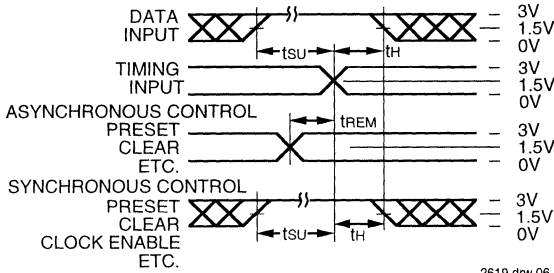 DATA
INPUT
3V
1.5V
0V
tSU
tH
TIMING
INPUT
3V
1.5V
0V
ASYNCHRONOUS CONTROL
PRESET
CLEAR
ETC.
tREM
3V
1.5V
0V
SYNCHRONOUS CONTROL
PRESET
CLEAR
CLOCK ENABLE
ETC.
3V
1.5V
0V
tSU
tH
2619 drw 06